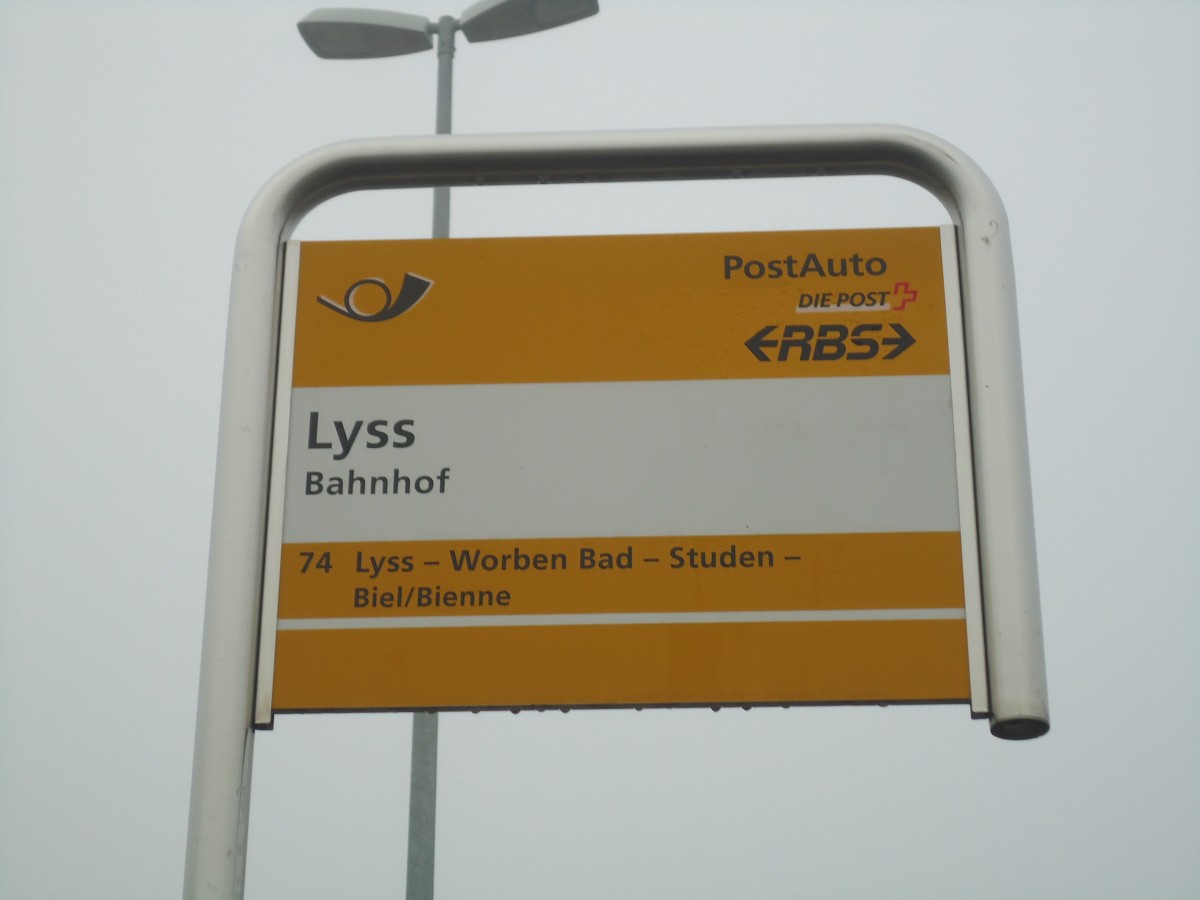 PostAuto
DIE POST
RBS
Lyss
Bahnhof
74 Lyss – Worben Bad – Studen –
Biel/Bienne